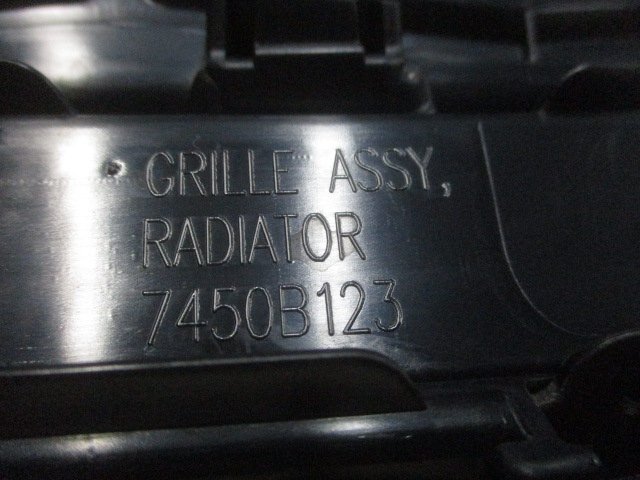 GRILLE ASSY,
RADIATOR
7450B123